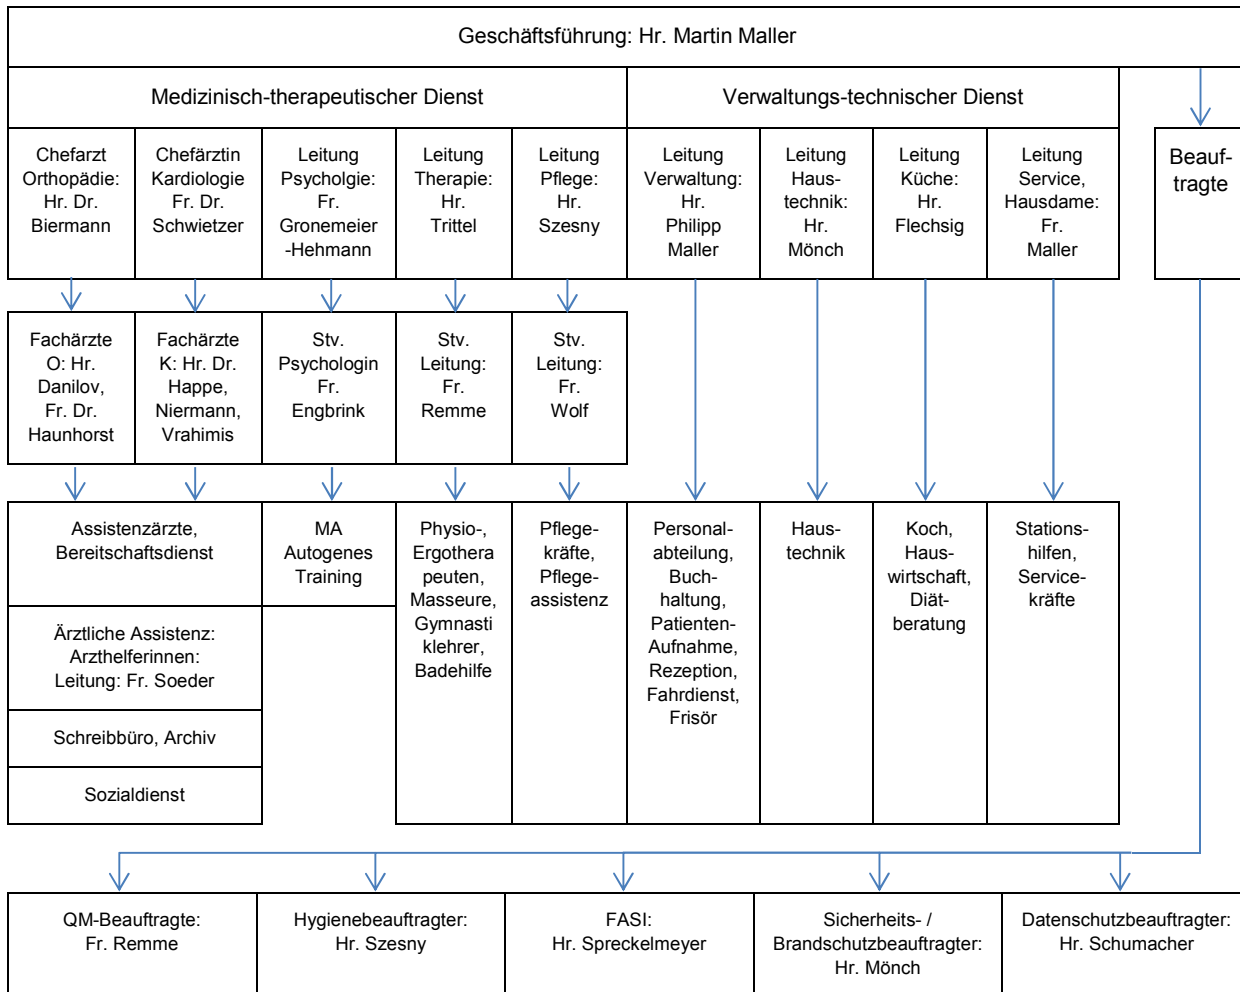 Geschäftsführung: Hr. Martin Maller
Medizinisch-therapeutischer Dienst
Verwaltungs-technischer Dienst
Chefarzt
Orthopädie:
Hr. Dr.
Biermann
Chefärztin
Kardiologie
Fr. Dr.
Schwietzer
Leitung
Psycholgie:
Fr.
Gronemeier
-Hehmann
Leitung
Therapie:
Hr.
Trittel
Leitung
Pflege:
Hr.
Szesny
Leitung
Verwaltung:
Hr.
Philipp
Maller
Leitung
Haus-
technik:
Hr.
Mönch
Leitung
Küche:
Hr.
Flechsig
Leitung
Service,
Hausdame:
Fr.
Maller
Beauf-
tragte
Fachärzte
O: Hr.
Danilov,
Fr. Dr.
Haunhorst
Fachärzte
K: Hr. Dr.
Happe,
Niermann,
Vrahimis
Stv.
Psychologin
Fr.
Engbrink
Stv.
Leitung:
Fr.
Remme
Stv.
Leitung:
Fr.
Wolf
Assistenzärzte,
Bereitschaftsdienst
MA
Autogenes
Training
Physio-,
Ergothera
peuten,
Masseure,
Gymnasti
klehrer,
Badehilfe
Pflege-
kräfte,
Pflege-
assistenz
Personal-
abteilung,
Buch-
haltung,
Patienten-
Aufnahme,
Rezeption,
Fahrdienst,
Frisör
Haus-
technik
Koch,
Haus-
wirtschaft,
Diät-
beratung
Stations-
hilfen,
Service-
kräfte
Ärztliche Assistenz:
Arzthelferinnen:
Leitung: Fr. Soeder
Schreibbüro, Archiv
Sozialdienst
QM-Beauftragte:
Fr. Remme
Hygienebeauftragter:
Hr. Szesny
FASI:
Hr. Spreckelmeyer
Sicherheits- /
Brandschutzbeauftragter:
Hr. Mönch
Datenschutzbeauftragter:
Hr. Schumacher